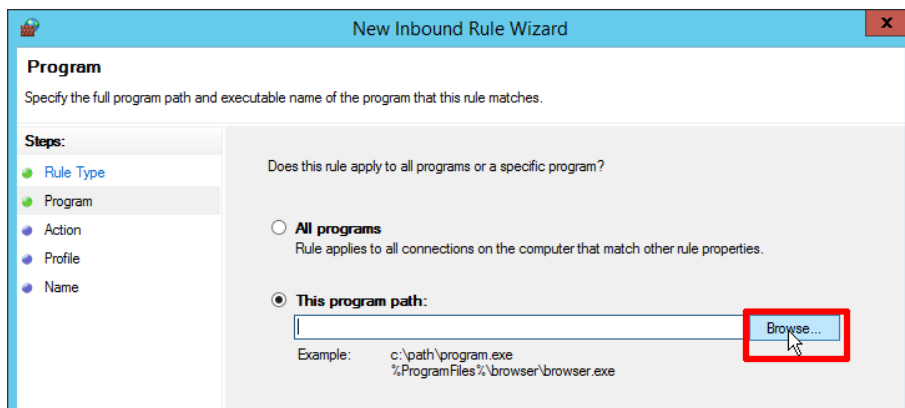 New Inbound Rule Wizard
x
Program
Specify the full program path and executable name of the program that this rule matches.
Steps:
Rule Type
Program
Action
Profile
Name
Does this rule apply to all programs or a specific program?
All programs
Rule applies to all connections on the computer that match other rule properties.
This program path:
Browse...
Example: c:\path\program.exe
%ProgramFiles%\browser\browser.exe